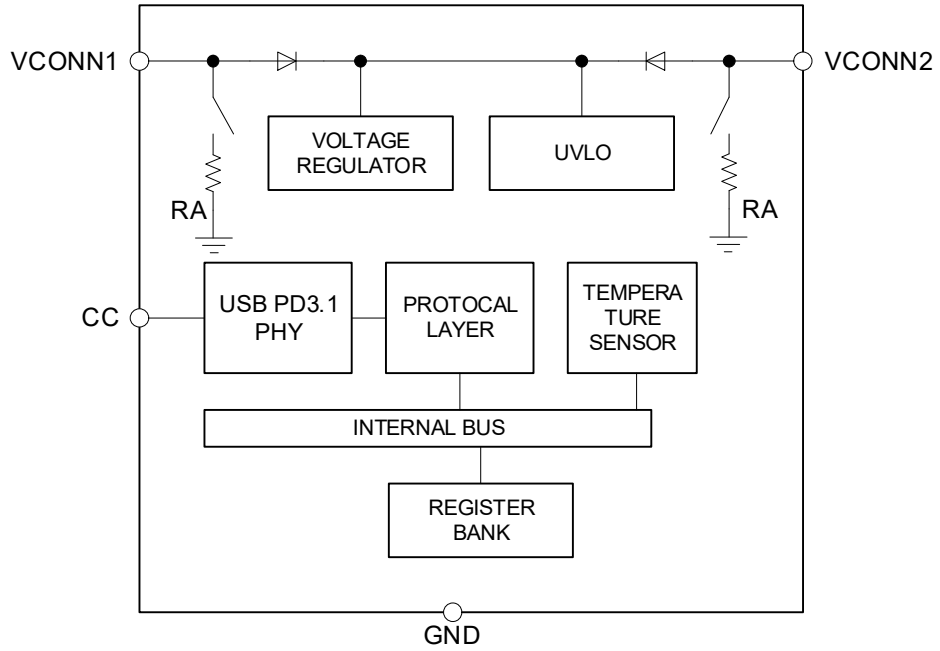 VCONN1
VCONN2
VOLTAGE
REGULATOR
UVLO
RA
RA
CC
USB PD3.1
PHY
PROTOCAL
LAYER
TEMPERA
TURE
SENSOR
INTERNAL BUS
REGISTER
BANK
GND